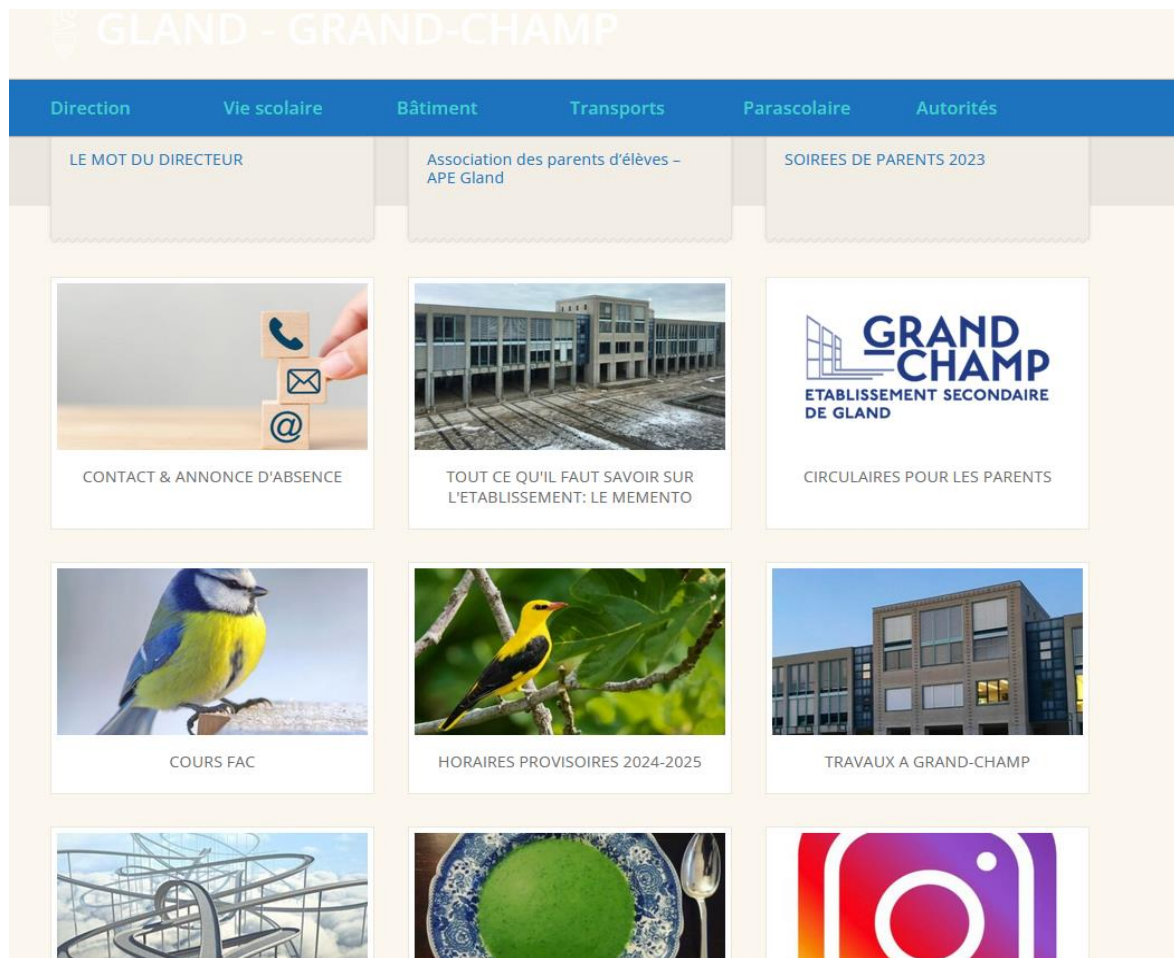 GLAND - GRAND-CHAMP
Direction
Vie scolaire
Bâtiment
Transports
Parascolaire
Autorités
LE MOT DU DIRECTEUR
Association des parents d'élèves –
APE Gland
SOIREES DE PARENTS 2023
@
GRAND
CHAMP
ETABLISSEMENT SECONDAIRE
DE GLAND
CONTACT & ANNONCE D'ABSENCE
TOUT CE QU'IL FAUT SAVOIR SUR
L'ETABLISSEMENT: LE MEMENTO
CIRCULAIRES POUR LES PARENTS
COURS FAC
HORAIRES PROVISOIRES 2024-2025
TRAVAUX A GRAND-CHAMP